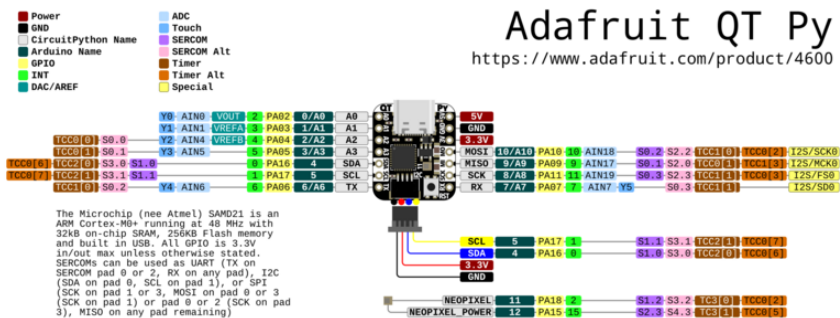 Adafruit QT Py
https://www.adafruit.com/product/4600
Power
GND
CircuitPython Name
Arduino Name
GPIO
INT
DAC/AREF
ADC
Touch
SERCOM
SERCOM Alt
Timer
Timer Alt
Special
Y0 AIN0 VOUT 2 PA02 0/A0 A0
Y1 AIN1 VREFA 3 PA03 1/A1 A1
TCC0[0] S0.0 Y2 AIN4 VREFB 4 PA04 2/A2 A2
TCC0[1] S0.1 Y3 AIN5 5 PA05 3/A3 A3
TCC0[6] TCC2[0] S3.0 S1.0 0 PA16 4 SDA
TCC0[7] TCC2[1] S3.1 S1.1 1 PA17 5 SCL
TCC1[0] S0.2 Y4 AIN6 6 PA06 6/A6 TX
5V
GND
3.3V
MOSI 10/A10 PA10 10 AIN18 S0.2 S2.2 TCC1[0] TCC0[2] I2S/SCK0
MISO 9/A9 PA09 9 AIN17 S0.1 S2.1 TCC0[1] TCC1[3] I2S/MCK0
SCK 8/A8 PA11 11 AIN19 S0.3 S2.3 TCC1[1] TCC0[3] I2S/FS0
RX 7/A7 PA07 7 AIN7 Y5 S0.3 TCC1[1] I2S/SD0
The Microchip (nee Atmel) SAMD21 is an
ARM Cortex-M0+ running at 48 MHz with
32kB on-chip SRAM, 256KB Flash memory
and built in USB. All GPIO is 3.3V
in/out max unless otherwise stated.
SERCOMs can be used as UART (TX on
SERCOM pad 0 or 2, RX on any pad), I2C
(SDA on pad 0, SCL on pad 1), or SPI
(SCK on pad 1 or 3, MOSI on pad 0 or 3
(SCK on pad 1) or pad 0 or 2 (SCK on pad
3), MISO on any pad remaining)
SCL 5 PA17 1 S1.1 S3.1 TCC2[1] TCC0[7]
SDA 4 PA16 0 S1.0 S3.0 TCC2[0] TCC0[6]
3.3V
GND
NEOPIXEL 11 PA18 2 S1.2 S3.2 TC3[0] TCC0[2]
NEOPIXEL_POWER 12 PA15 15 S2.3 S4.3 TC3[1] TCC0[5]